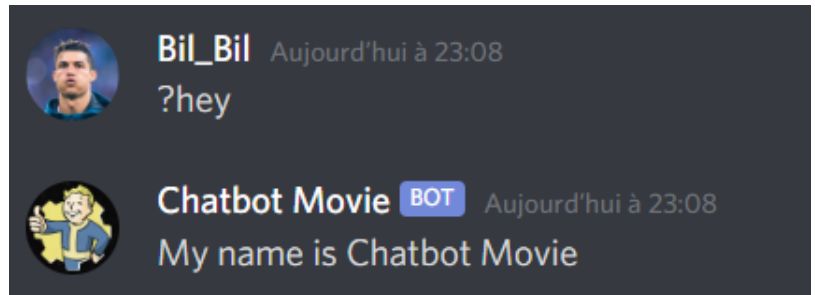 Bil_Bil Aujourd'hui à 23:08
?hey
Chatbot Movie BOT Aujourd'hui à 23:08
My name is Chatbot Movie